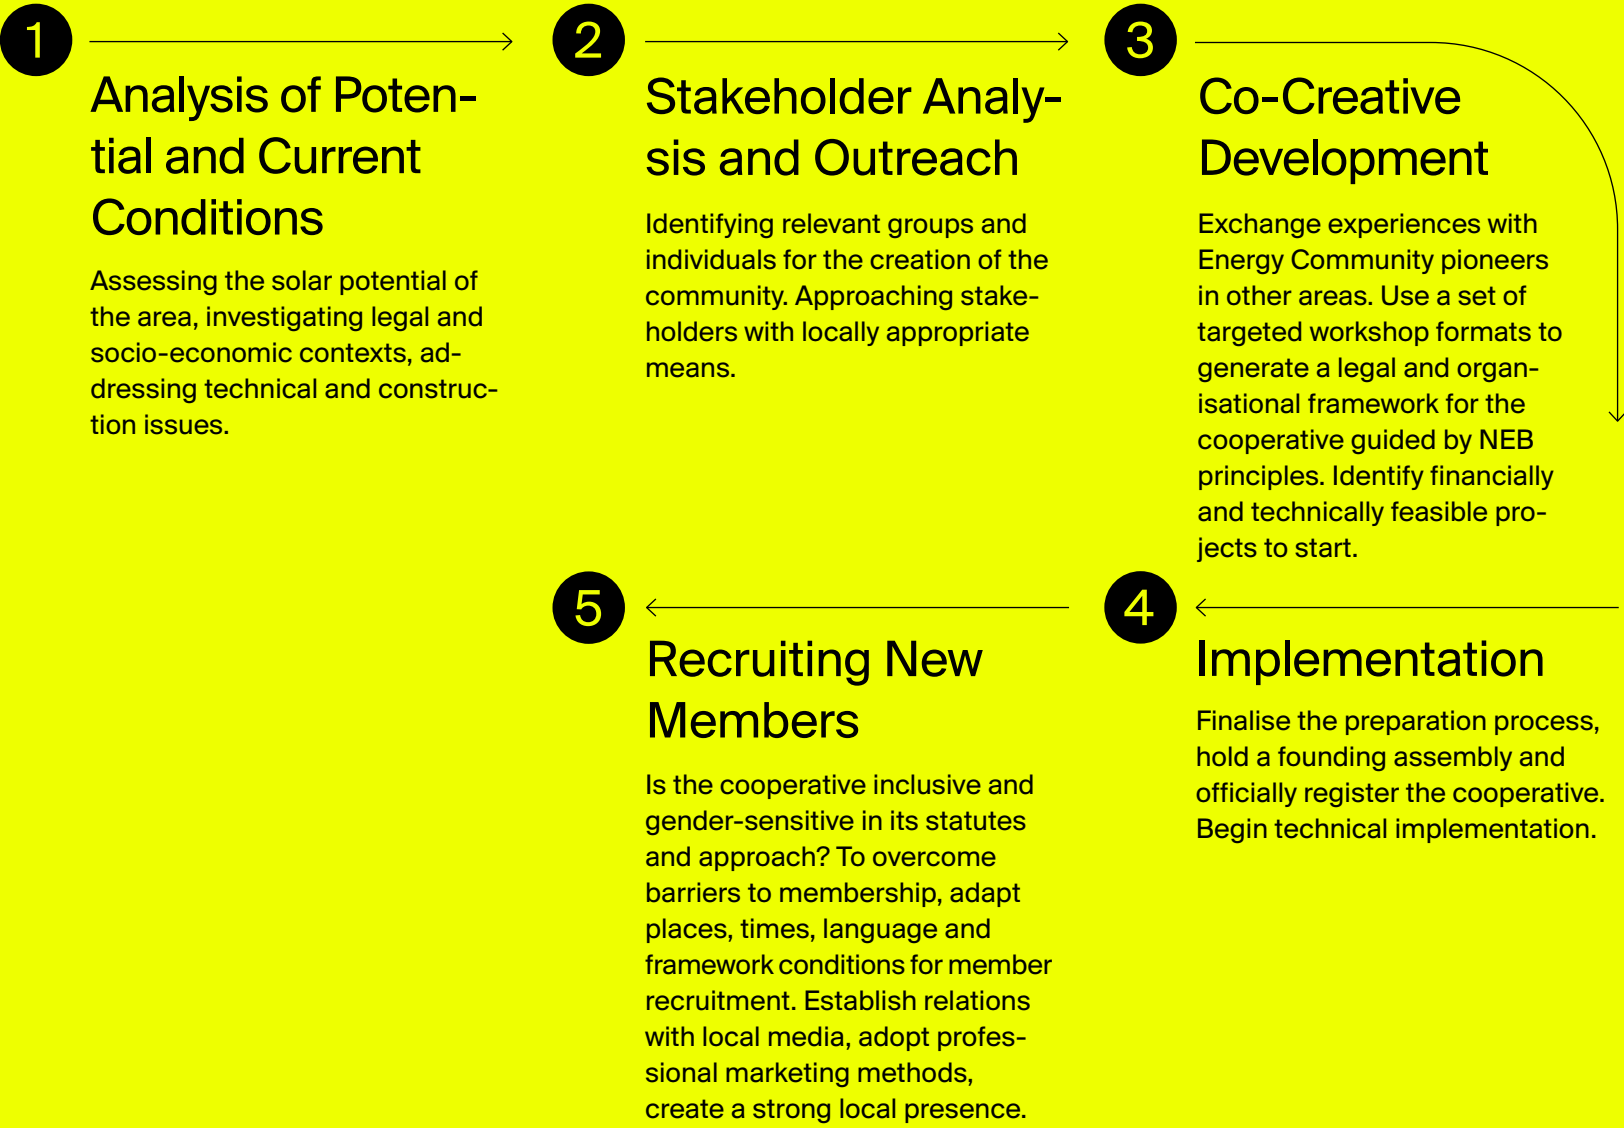 1
Analysis of Poten-
tial and Current
Conditions
Assessing the solar potential of
the area, investigating legal and
socio-economic contexts, ad-
dressing technical and construc-
tion issues.
2
Stakeholder Analy-
sis and Outreach
Identifying relevant groups and
individuals for the creation of the
community. Approaching stake-
holders with locally appropriate
means.
3
Co-Creative
Development
Exchange experiences with
Energy Community pioneers
in other areas. Use a set of
targeted workshop formats to
generate a legal and organ-
isational framework for the
cooperative guided by NEB
principles. Identify financially
and technically feasible pro-
jects to start.
4
Implementation
Finalise the preparation process,
hold a founding assembly and
officially register the cooperative.
Begin technical implementation.
5
Recruiting New
Members
Is the cooperative inclusive and
gender-sensitive in its statutes
and approach? To overcome
barriers to membership, adapt
places, times, language and
framework conditions for member
recruitment. Establish relations
with local media, adopt profes-
sional marketing methods,
create a strong local presence.